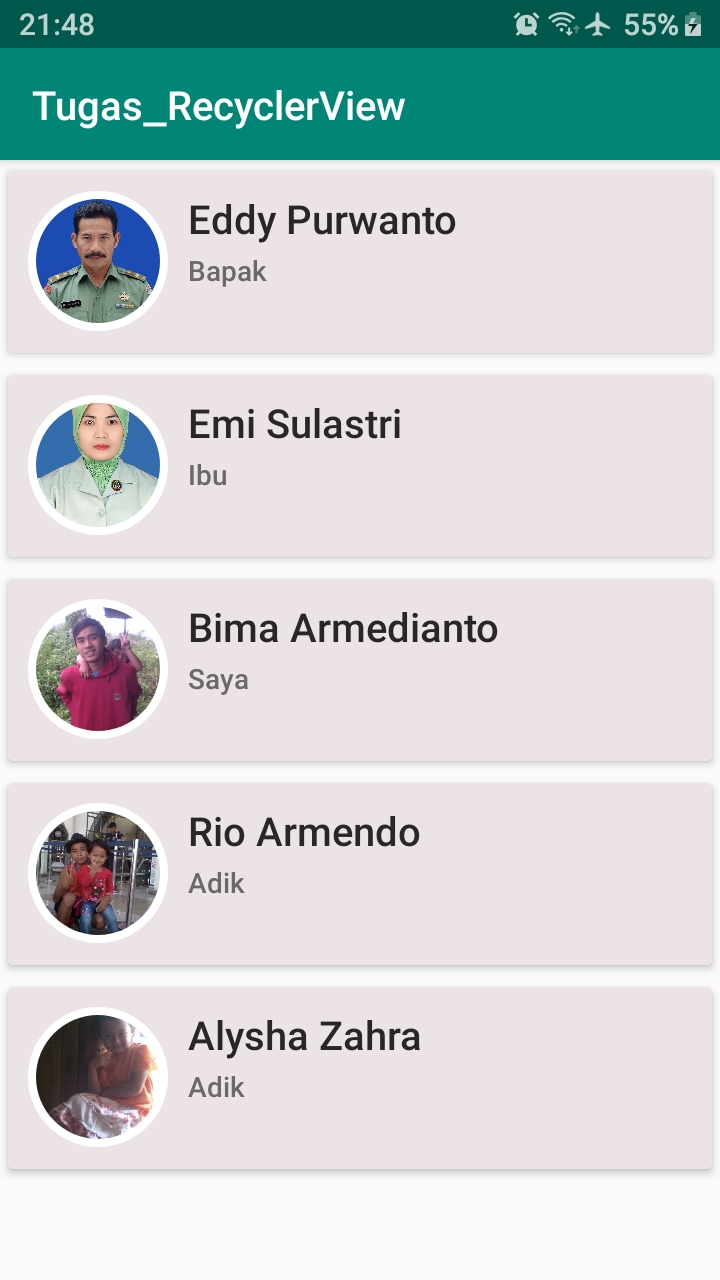 21:48
55%
Tugas_RecyclerView
Eddy Purwanto
Bapak
Emi Sulastri
Ibu
Bima Armedianto
Saya
Rio Armendo
Adik
Alysha Zahra
Adik